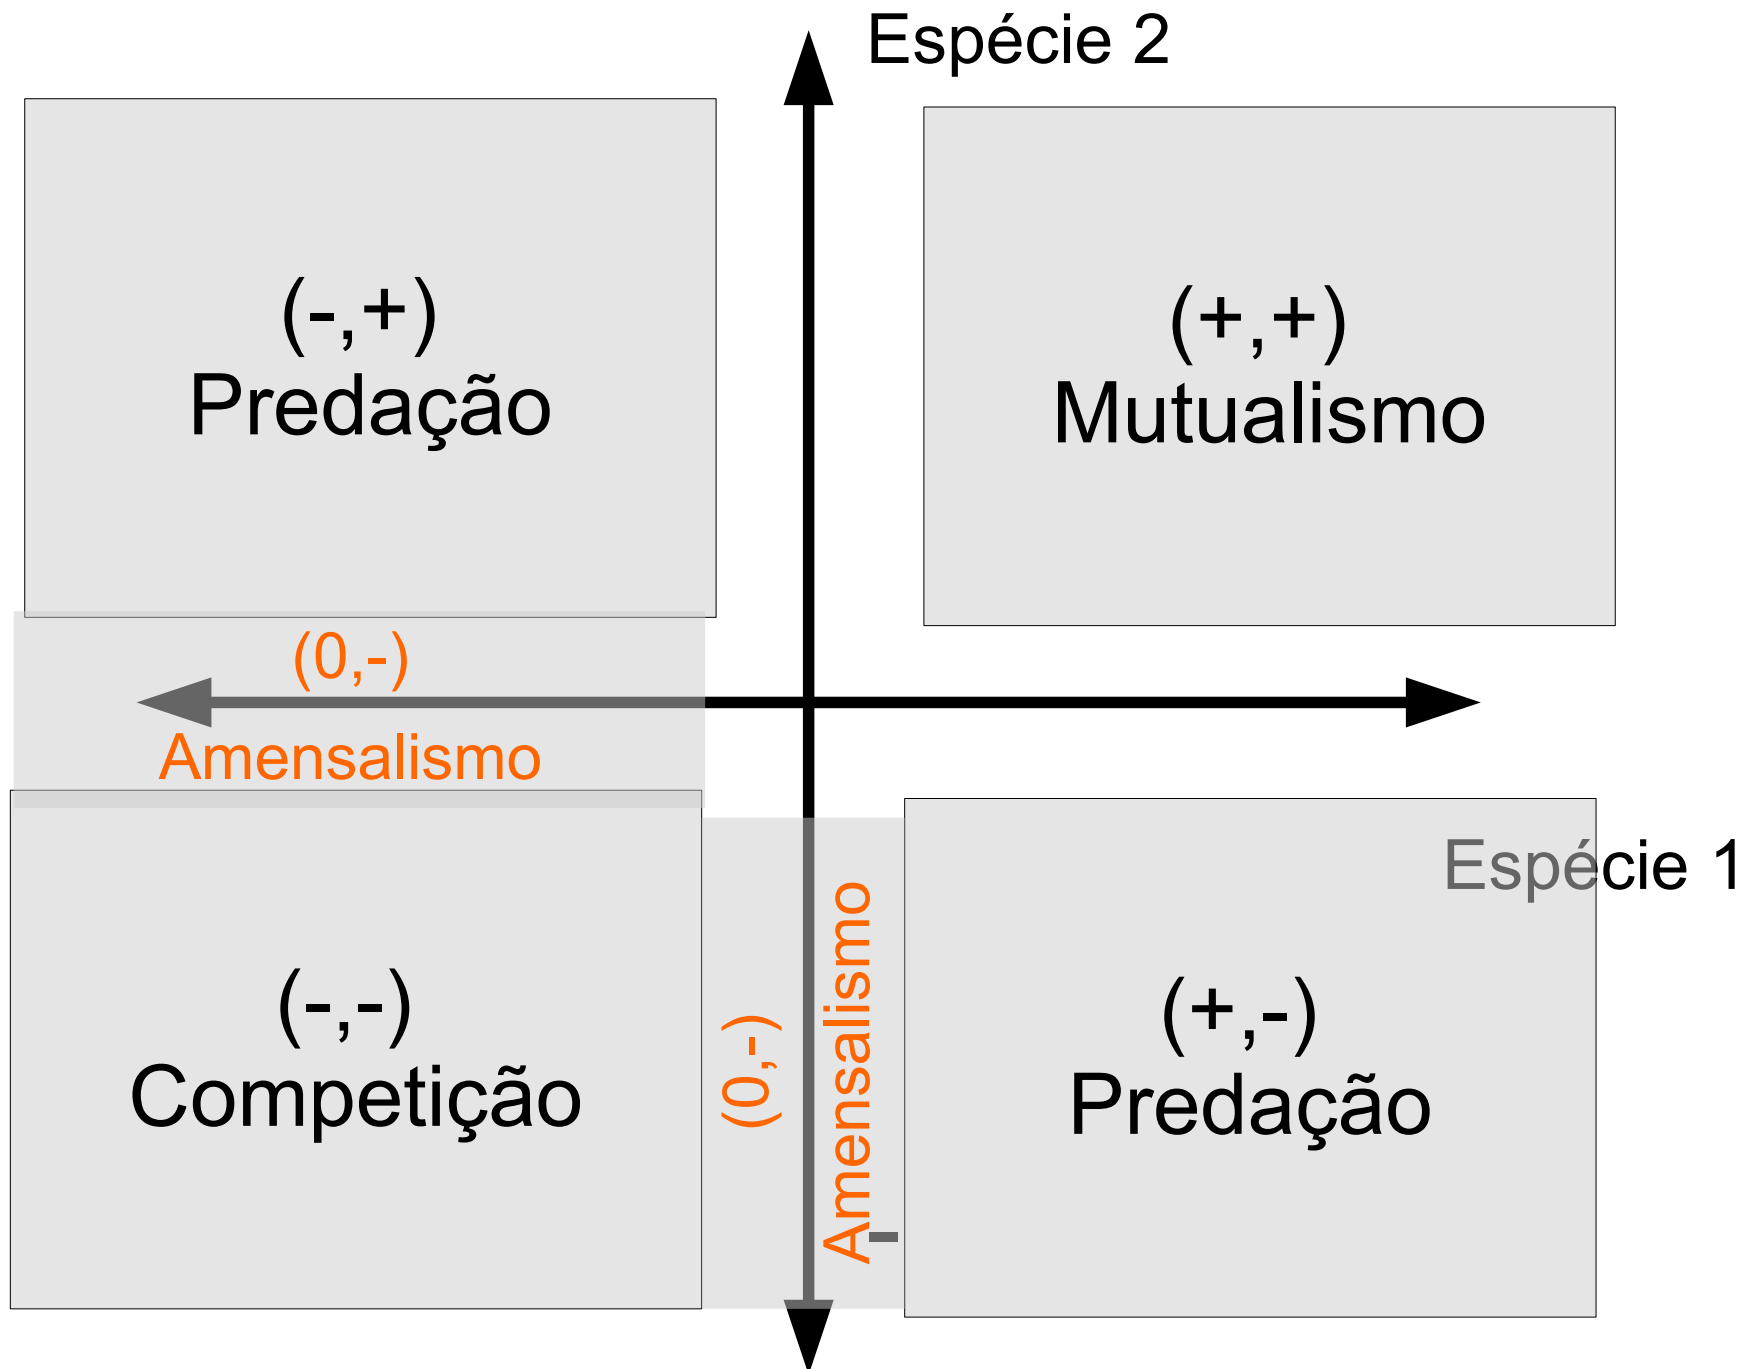 Espécie 2
(-,+)
Predação
(+,+)
Mutualismo
(0,-)
Amensalismo
Espécie 1
(-,-)
Competição
(0,-)
Amensalismo
-
(+,-)
Predação